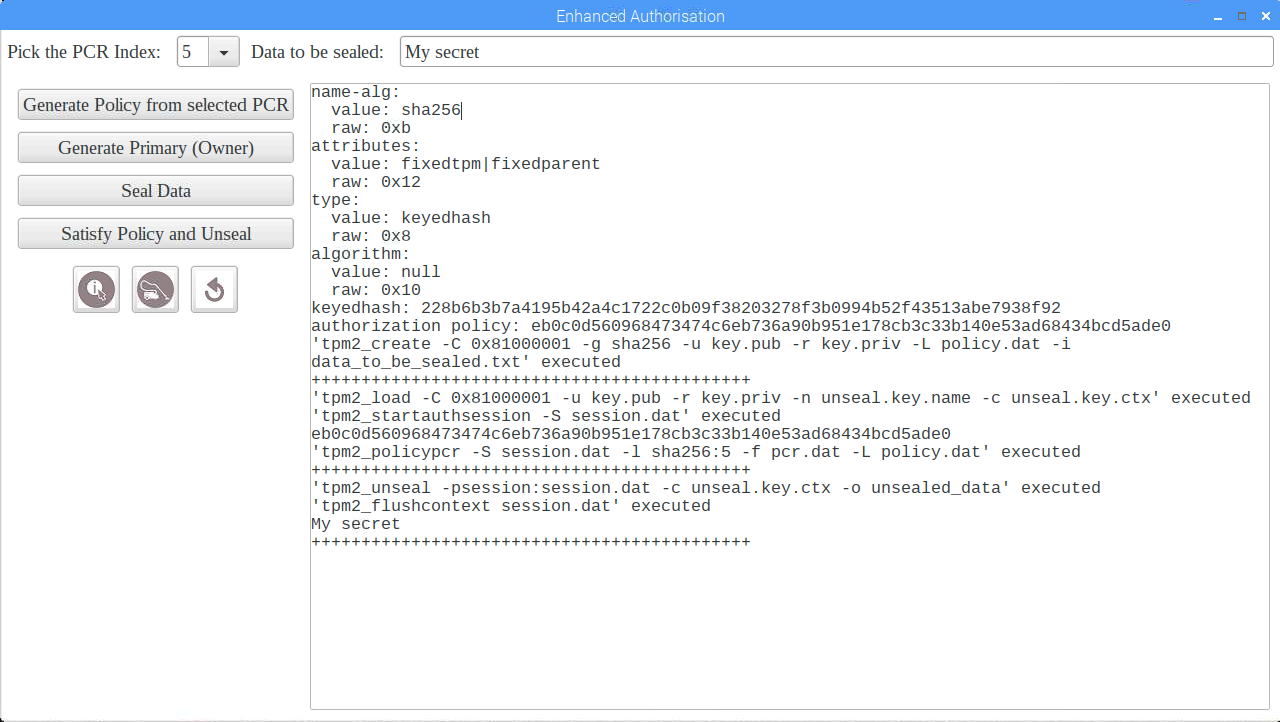 Enhanced Authorisation
Pick the PCR Index: 5 Data to be sealed: My secret
Generate Policy from selected PCR
Generate Primary (Owner)
Seal Data
Satisfy Policy and Unseal
name-alg:
  value: sha256
  raw: 0xb
attributes:
  value: fixedtpm|fixedparent
  raw: 0x12
type:
  value: keyedhash
  raw: 0x8
algorithm:
  value: null
  raw: 0x10
keyedhash: 228b6b3b7a4195b42a4c1722c0b09f38203278f3b0994b52f43513abe7938f92
authorization policy: eb0c0d560968473474c6eb736a90b951e178cb3c33b140e53ad68434bcd5ade0
'tpm2_create -C 0x81000001 -g sha256 -u key.pub -r key.priv -L policy.dat -i
data_to_be_sealed.txt' executed
++++++++++++++++++++++++++++++++++++++++++++
'tpm2_load -C 0x81000001 -u key.pub -r key.priv -n unseal.key.name -c unseal.key.ctx' executed
'tpm2_startauthsession -S session.dat' executed
eb0c0d560968473474c6eb736a90b951e178cb3c33b140e53ad68434bcd5ade0
'tpm2_policypcr -S session.dat -l sha256:5 -f pcr.dat -L policy.dat' executed
++++++++++++++++++++++++++++++++++++++++++++
'tpm2_unseal -psession:session.dat -c unseal.key.ctx -o unsealed_data' executed
'tpm2_flushcontext session.dat' executed
My secret
++++++++++++++++++++++++++++++++++++++++++++